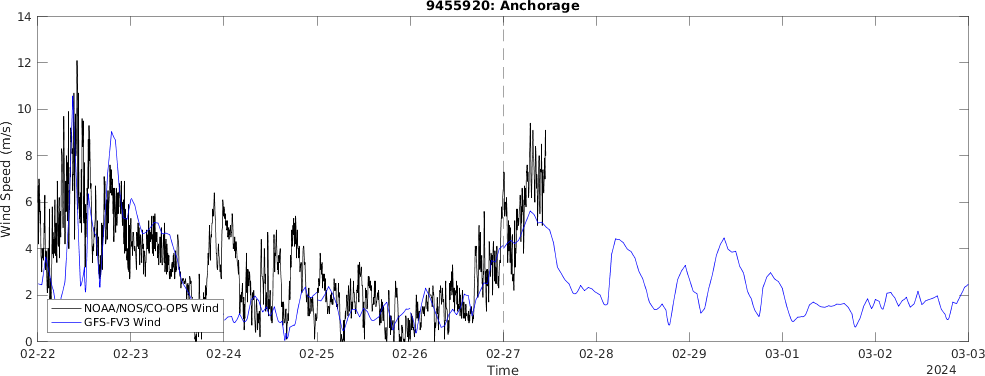 9455920: Anchorage
14
12
10
8
6
4
2
0
Wind Speed (m/s)
NOAA/NOS/CO-OPS Wind
GFS-FV3 Wind
02-22 02-23 02-24 02-25 02-26 02-27 02-28 02-29 03-01 03-02 03-03
Time
2024